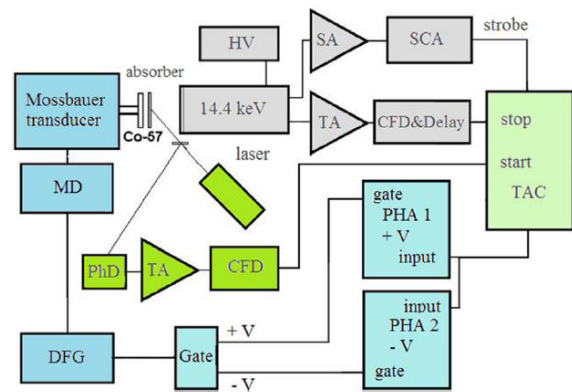 HV
SA
SCA
strobe
absorber
Mossbauer
transducer
Co-57
14.4 keV
TA
CFD&Delay
stop
start
TAC
laser
MD
gate
PHA 1
+ V
input
PhD
TA
CFD
input
PHA 2
- V
gate
DFG
Gate
+ V
- V